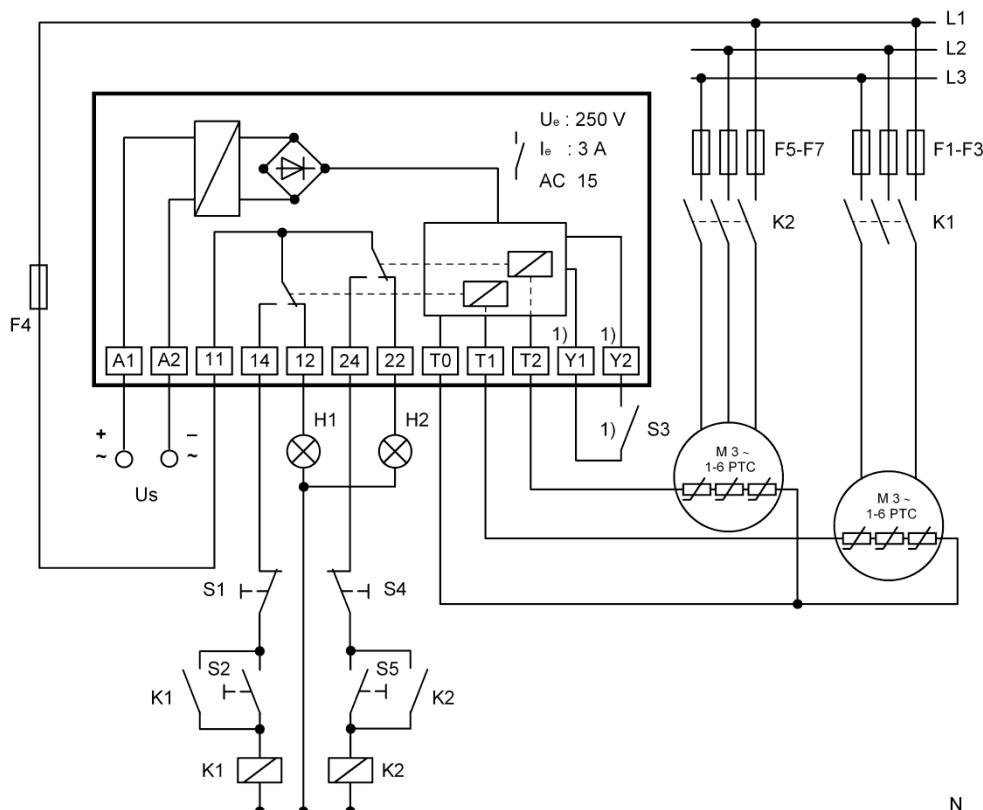 L1
L2
L3
Ue : 250 V
Ie : 3 A
AC 15
F5-F7
F1-F3
K2
K1
F4
1)
1)
A1
A2
11
14
12
24
22
T0
T1
T2
Y1
Y2
+
~
–
~
Us
H1
H2
1)
S3
M 3 ~
1-6 PTC
M 3 ~
1-6 PTC
S1
S4
S2
S5
K1
K2
K1
K2
N